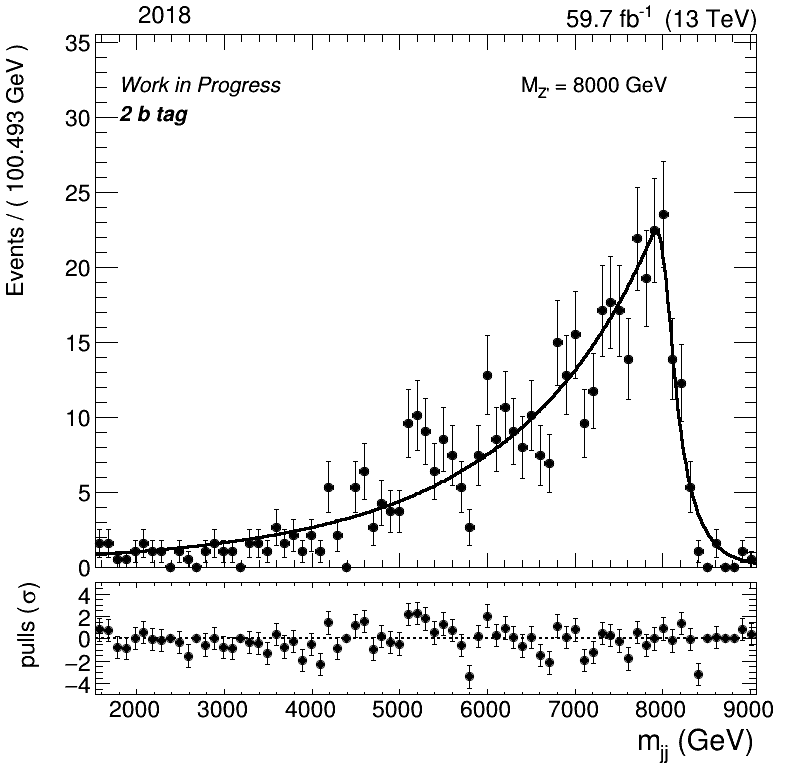 2018 59.7 fb⁻¹ (13 TeV)
Work in Progress
2 b tag
M_Z' = 8000 GeV
Events / ( 100.493 GeV )
35
30
25
20
15
10
5
0
pulls (σ)
4
2
0
−2
−4
2000 3000 4000 5000 6000 7000 8000 9000
m_jj (GeV)